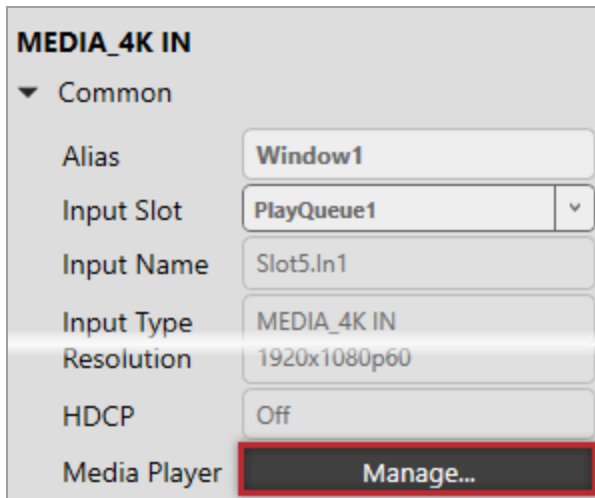 MEDIA_4K IN
Common
Alias Window1
Input Slot PlayQueue1
Input Name Slot5.In1
Input Type MEDIA_4K IN
Resolution 1920x1080p60
HDCP Off
Media Player Manage...